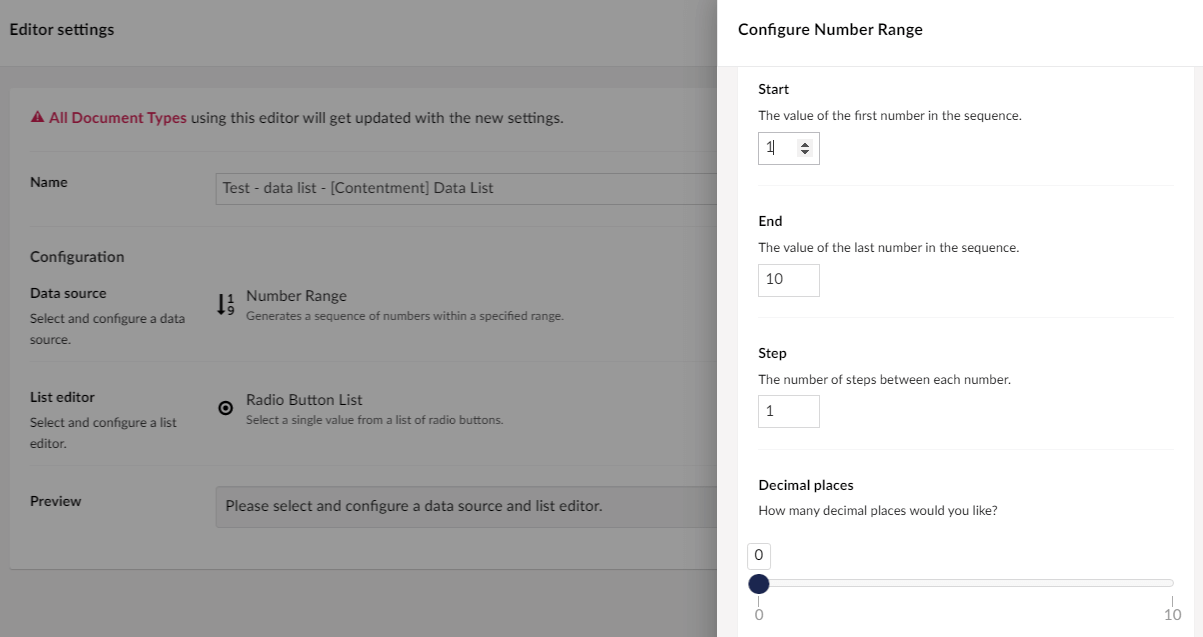 Editor settings
All Document Types using this editor will get updated with the new settings.
Name
Test - data list - [Contentment] Data List
Configuration
Data source
Select and configure a data
source.
1
9
Number Range
Generates a sequence of numbers within a specified range.
List editor
Select and configure a list
editor.
Radio Button List
Select a single value from a list of radio buttons.
Preview
Please select and configure a data source and list editor.
Configure Number Range
Start
The value of the first number in the sequence.
1
End
The value of the last number in the sequence.
10
Step
The number of steps between each number.
1
Decimal places
How many decimal places would you like?
0
0
10